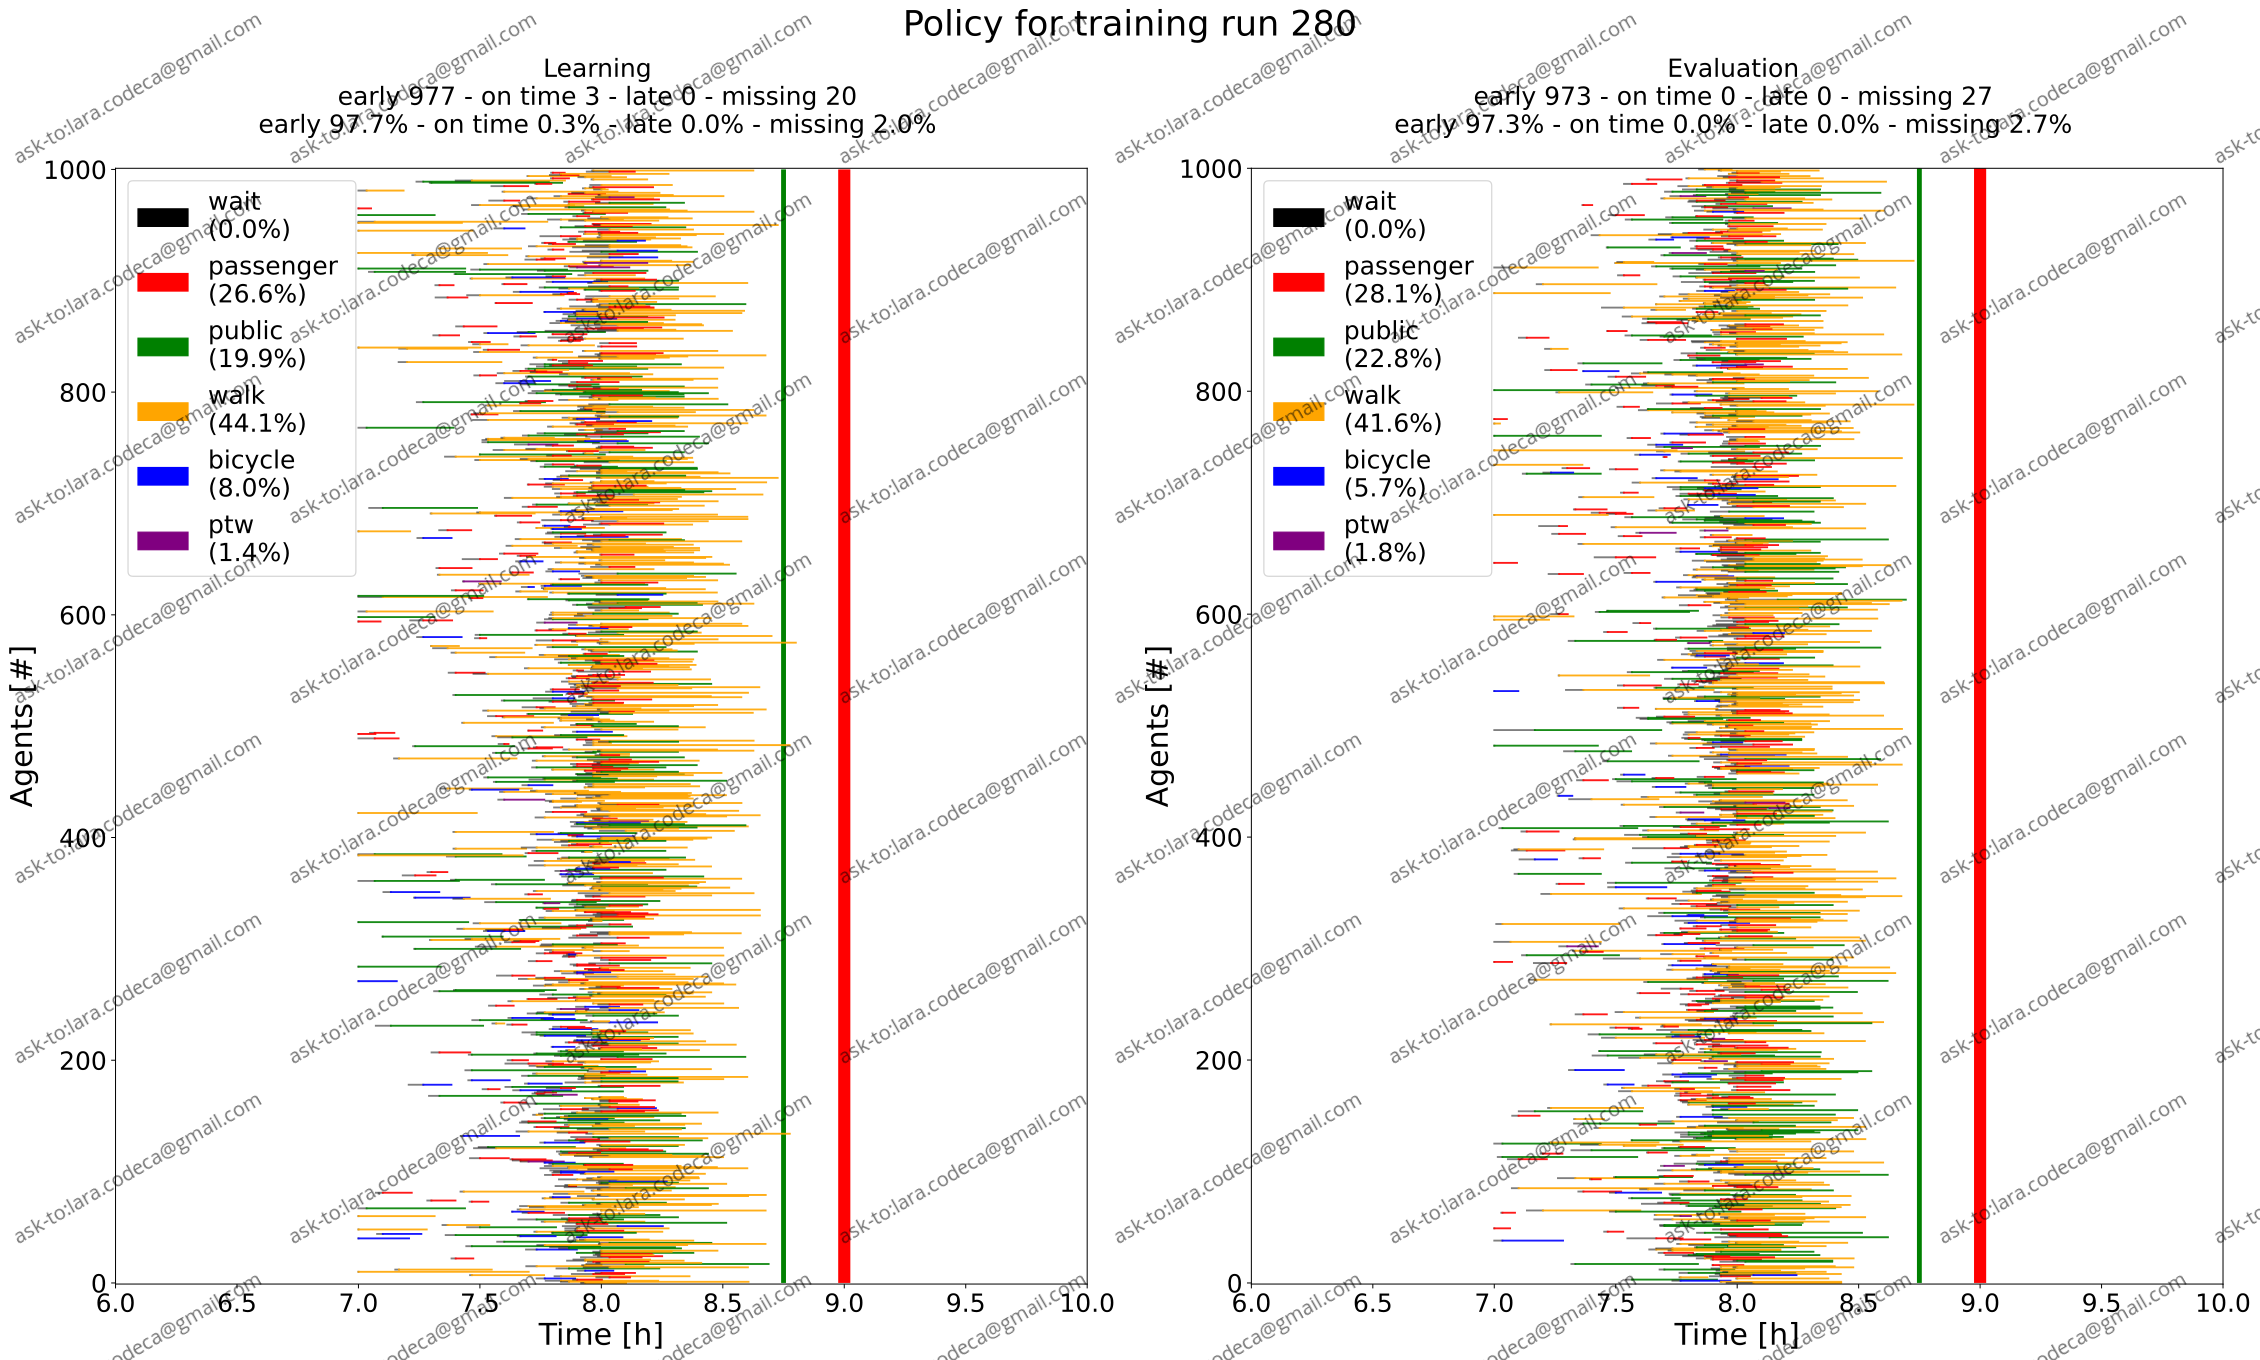 Policy for training run 280
Learning
early 977 - on time 3 - late 0 - missing 20
early 97.7% - on time 0.3% - late 0.0% - missing 2.0%
Evaluation
early 973 - on time 0 - late 0 - missing 27
early 97.3% - on time 0.0% - late 0.0% - missing 2.7%
Agents [#]
1000
800
600
400
200
0
wait
(0.0%)
passenger
(26.6%)
public
(19.9%)
walk
(44.1%)
bicycle
(8.0%)
ptw
(1.4%)
6.0 6.5 7.0 7.5 8.0 8.5 9.0 9.5 10.0
Time [h]
Agents [#]
1000
800
600
400
200
0
wait
(0.0%)
passenger
(28.1%)
public
(22.8%)
walk
(41.6%)
bicycle
(5.7%)
ptw
(1.8%)
6.0 6.5 7.0 7.5 8.0 8.5 9.0 9.5 10.0
Time [h]
ask-to:lara.codeca@gmail.com